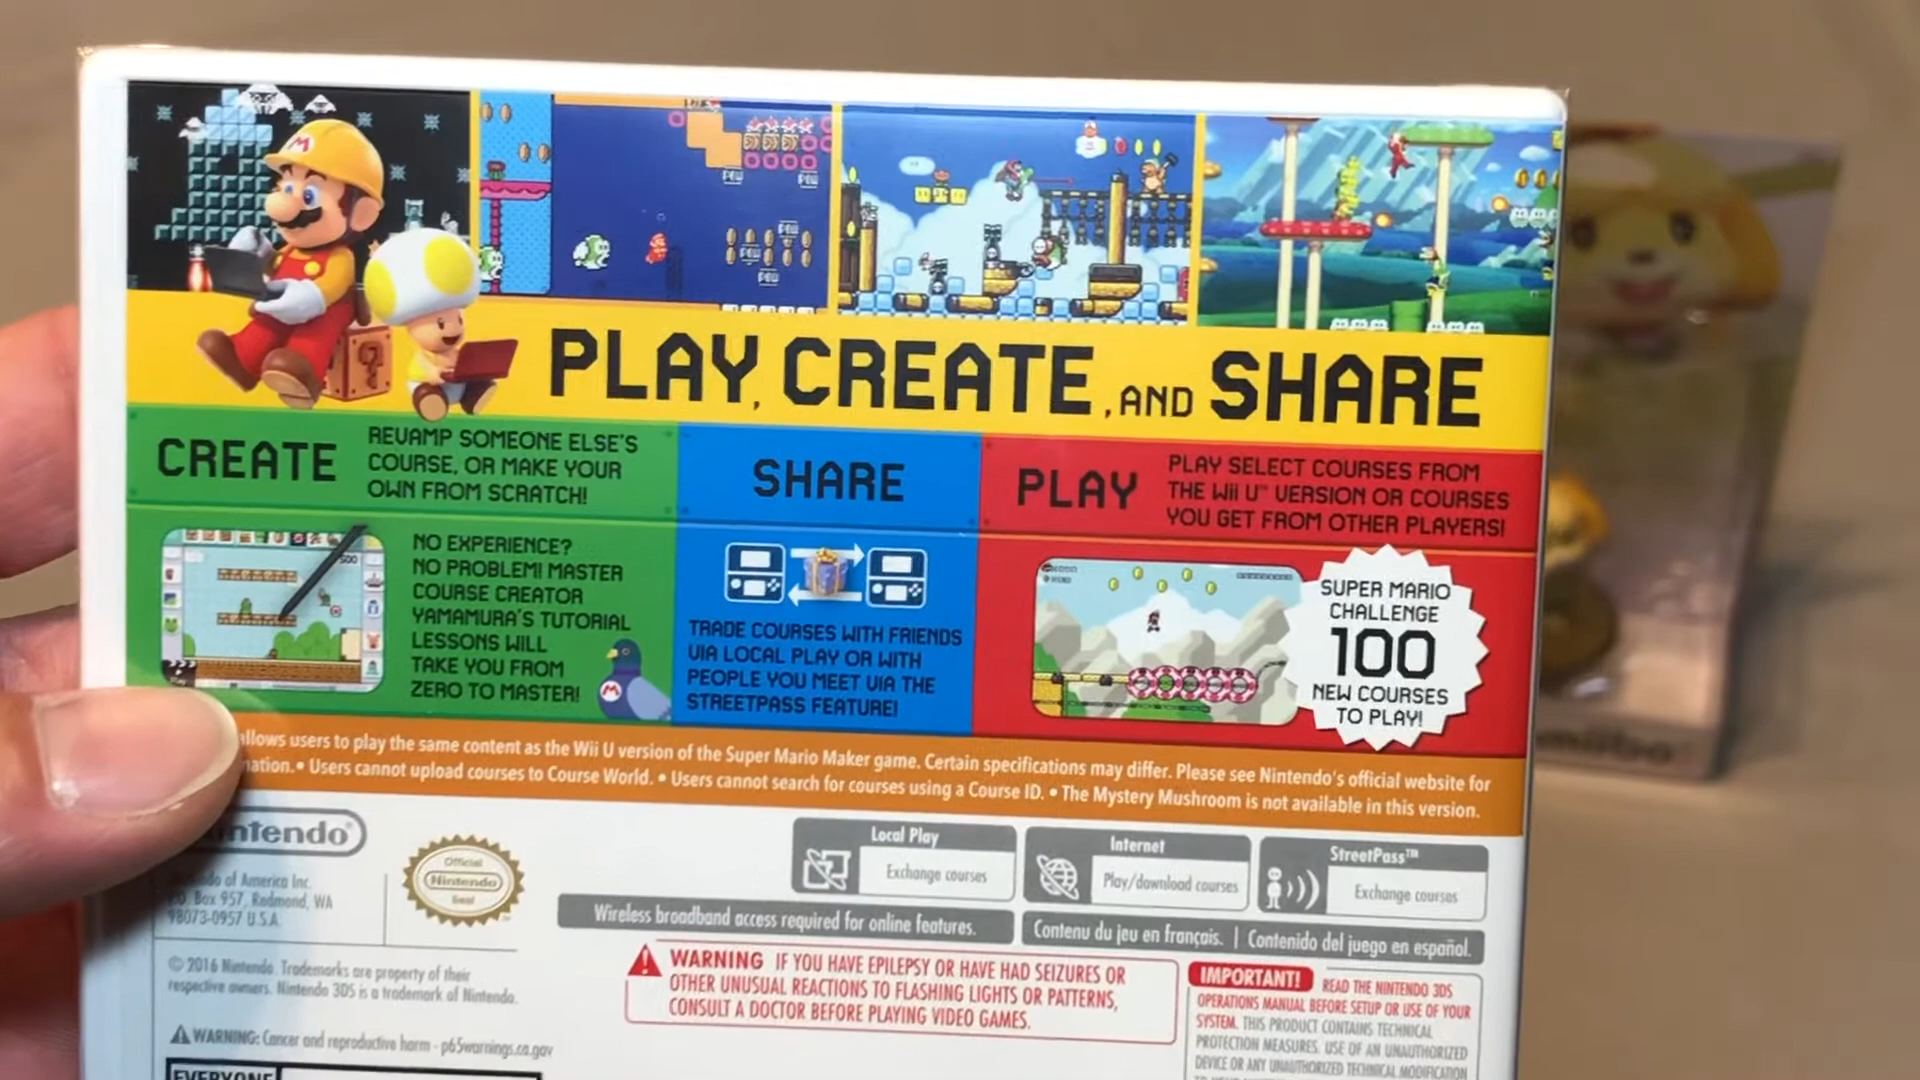 PLAY, CREATE, AND SHARE
CREATE
REVAMP SOMEONE ELSE'S
COURSE, OR MAKE YOUR
OWN FROM SCRATCH!
NO EXPERIENCE?
NO PROBLEM! MASTER
COURSE CREATOR
YAMAMURA'S TUTORIAL
LESSONS WILL
TAKE YOU FROM
ZERO TO MASTER!
SHARE
TRADE COURSES WITH FRIENDS
VIA LOCAL PLAY OR WITH
PEOPLE YOU MEET VIA THE
STREETPASS FEATURE!
PLAY
PLAY SELECT COURSES FROM
THE Wii U™ VERSION OR COURSES
YOU GET FROM OTHER PLAYERS!
SUPER MARIO
CHALLENGE
100
NEW COURSES
TO PLAY!
allows users to play the same content as the Wii U version of the Super Mario Maker game. Certain specifications may differ. Please see Nintendo's official website for
• Users cannot upload courses to Course World. • Users cannot search for courses using a Course ID. • The Mystery Mushroom is not available in this version.
Nintendo®
of America Inc.
Box 957, Redmond, WA
98073-0957 U.S.A.
Official
Nintendo
Seal
Local Play
Exchange courses
Internet
Play/download courses
StreetPass™
Exchange courses
Wireless broadband access required for online features.
Contenu du jeu en français. | Contenido del juego en español.
© 2016 Nintendo. Trademarks are property of their
respective owners. Nintendo 3DS is a trademark of Nintendo.
WARNING: Cancer and reproductive harm - p65warnings.ca.gov
EVERYONE
WARNING IF YOU HAVE EPILEPSY OR HAVE HAD SEIZURES OR
OTHER UNUSUAL REACTIONS TO FLASHING LIGHTS OR PATTERNS,
CONSULT A DOCTOR BEFORE PLAYING VIDEO GAMES.
IMPORTANT! READ THE NINTENDO 3DS
OPERATIONS MANUAL BEFORE SETUP OR USE OF YOUR
SYSTEM. THIS PRODUCT CONTAINS TECHNICAL
PROTECTION MEASURES. USE OF AN UNAUTHORIZED
DEVICE OR ANY UNAUTHORIZED TECHNICAL MODIFICATION
amiibo